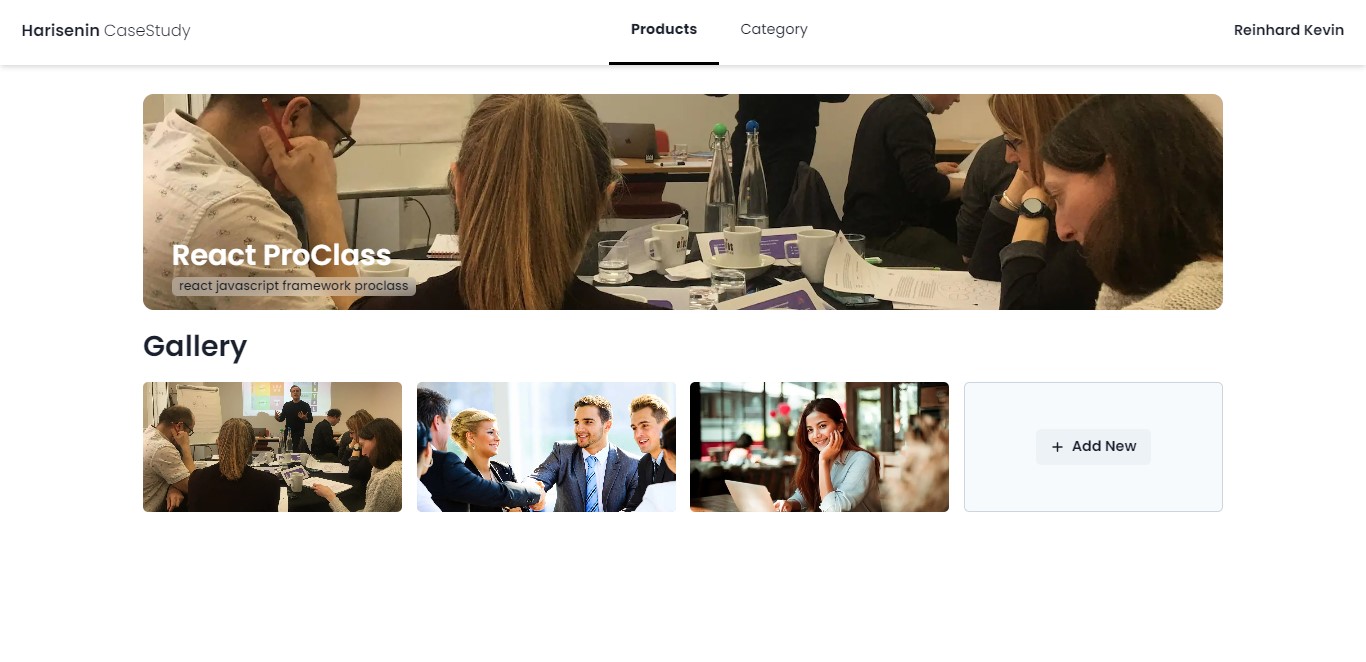 Harisenin CaseStudy
Products
Category
Reinhard Kevin
React ProClass
react javascript framework proclass
Gallery
+ Add New